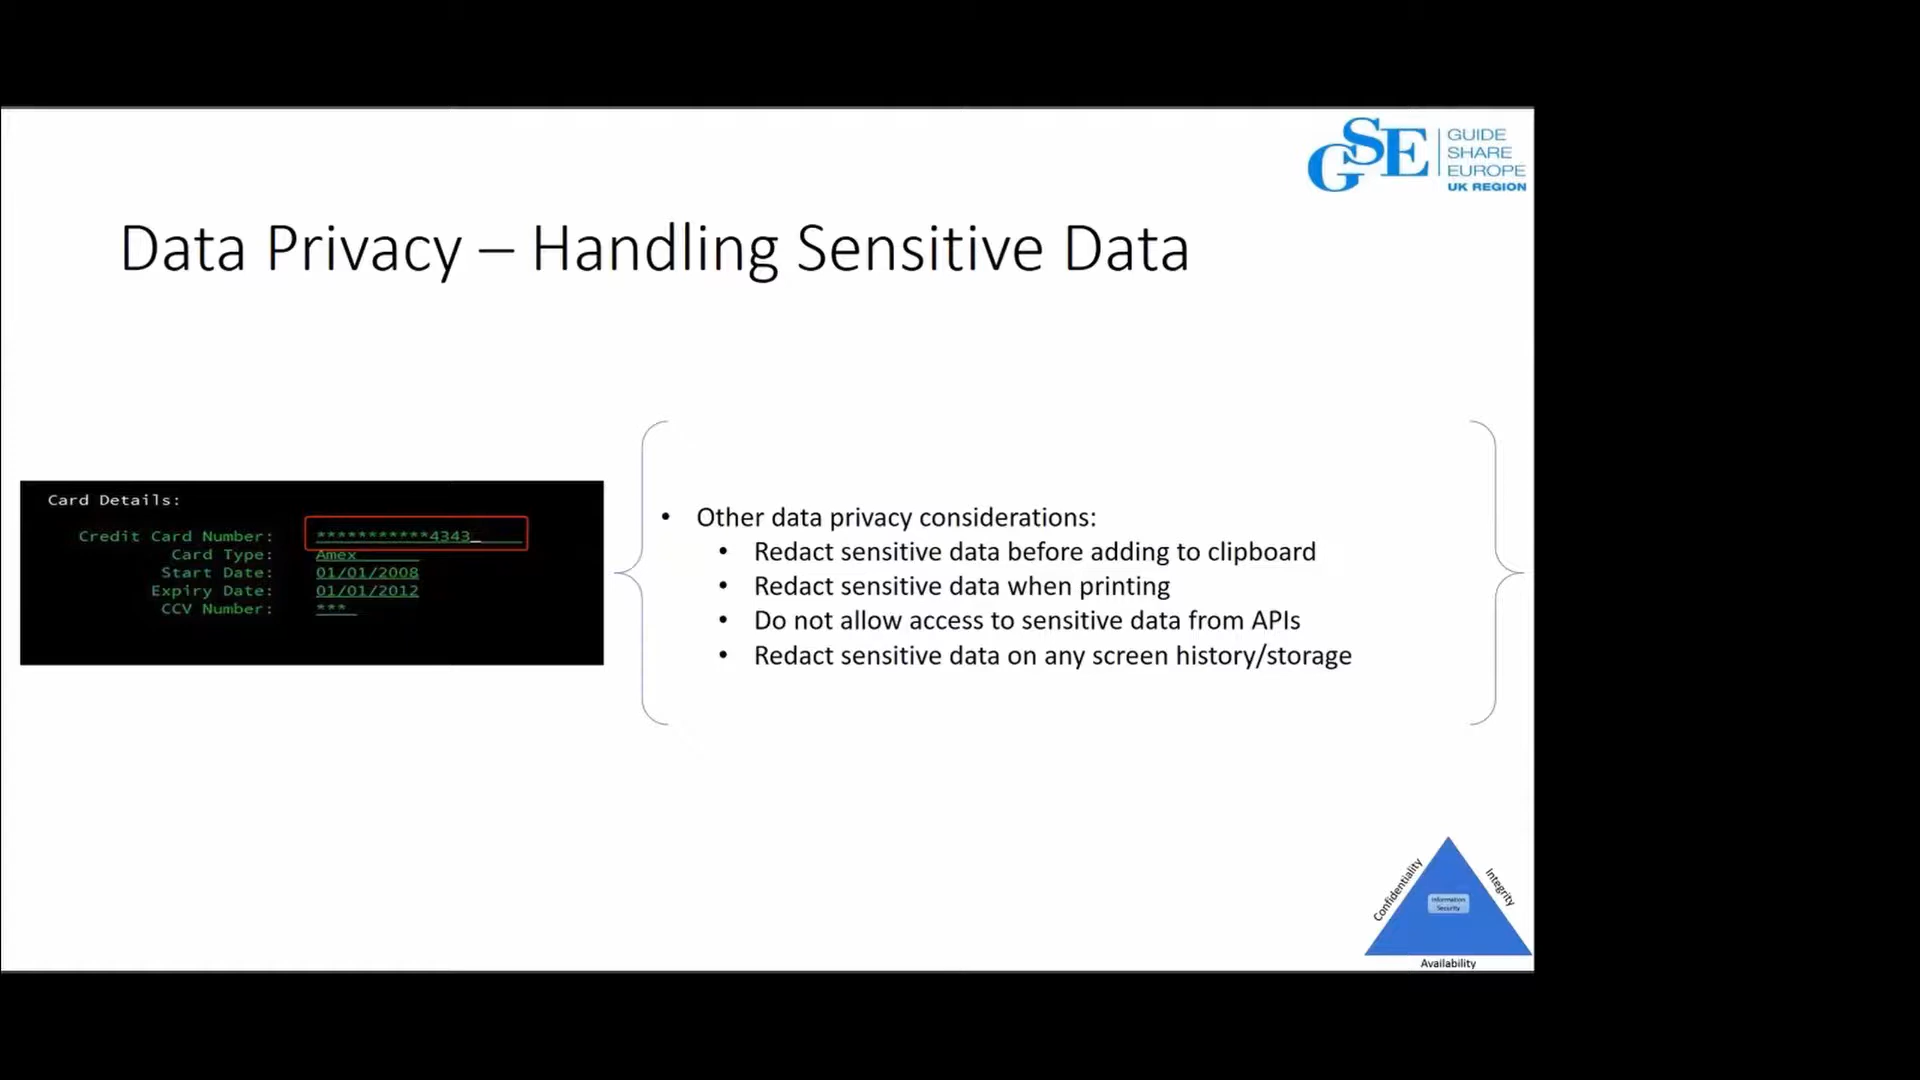 GSE
GUIDE
SHARE
EUROPE
UK REGION
Data Privacy – Handling Sensitive Data
Card Details:
Credit Card Number: ***********4343_
Card Type: Amex
Start Date: 01/01/2008
Expiry Date: 01/01/2012
CCV Number: ***
• Other data privacy considerations:
• Redact sensitive data before adding to clipboard
• Redact sensitive data when printing
• Do not allow access to sensitive data from APIs
• Redact sensitive data on any screen history/storage
Confidentiality
Integrity
Information
Security
Availability